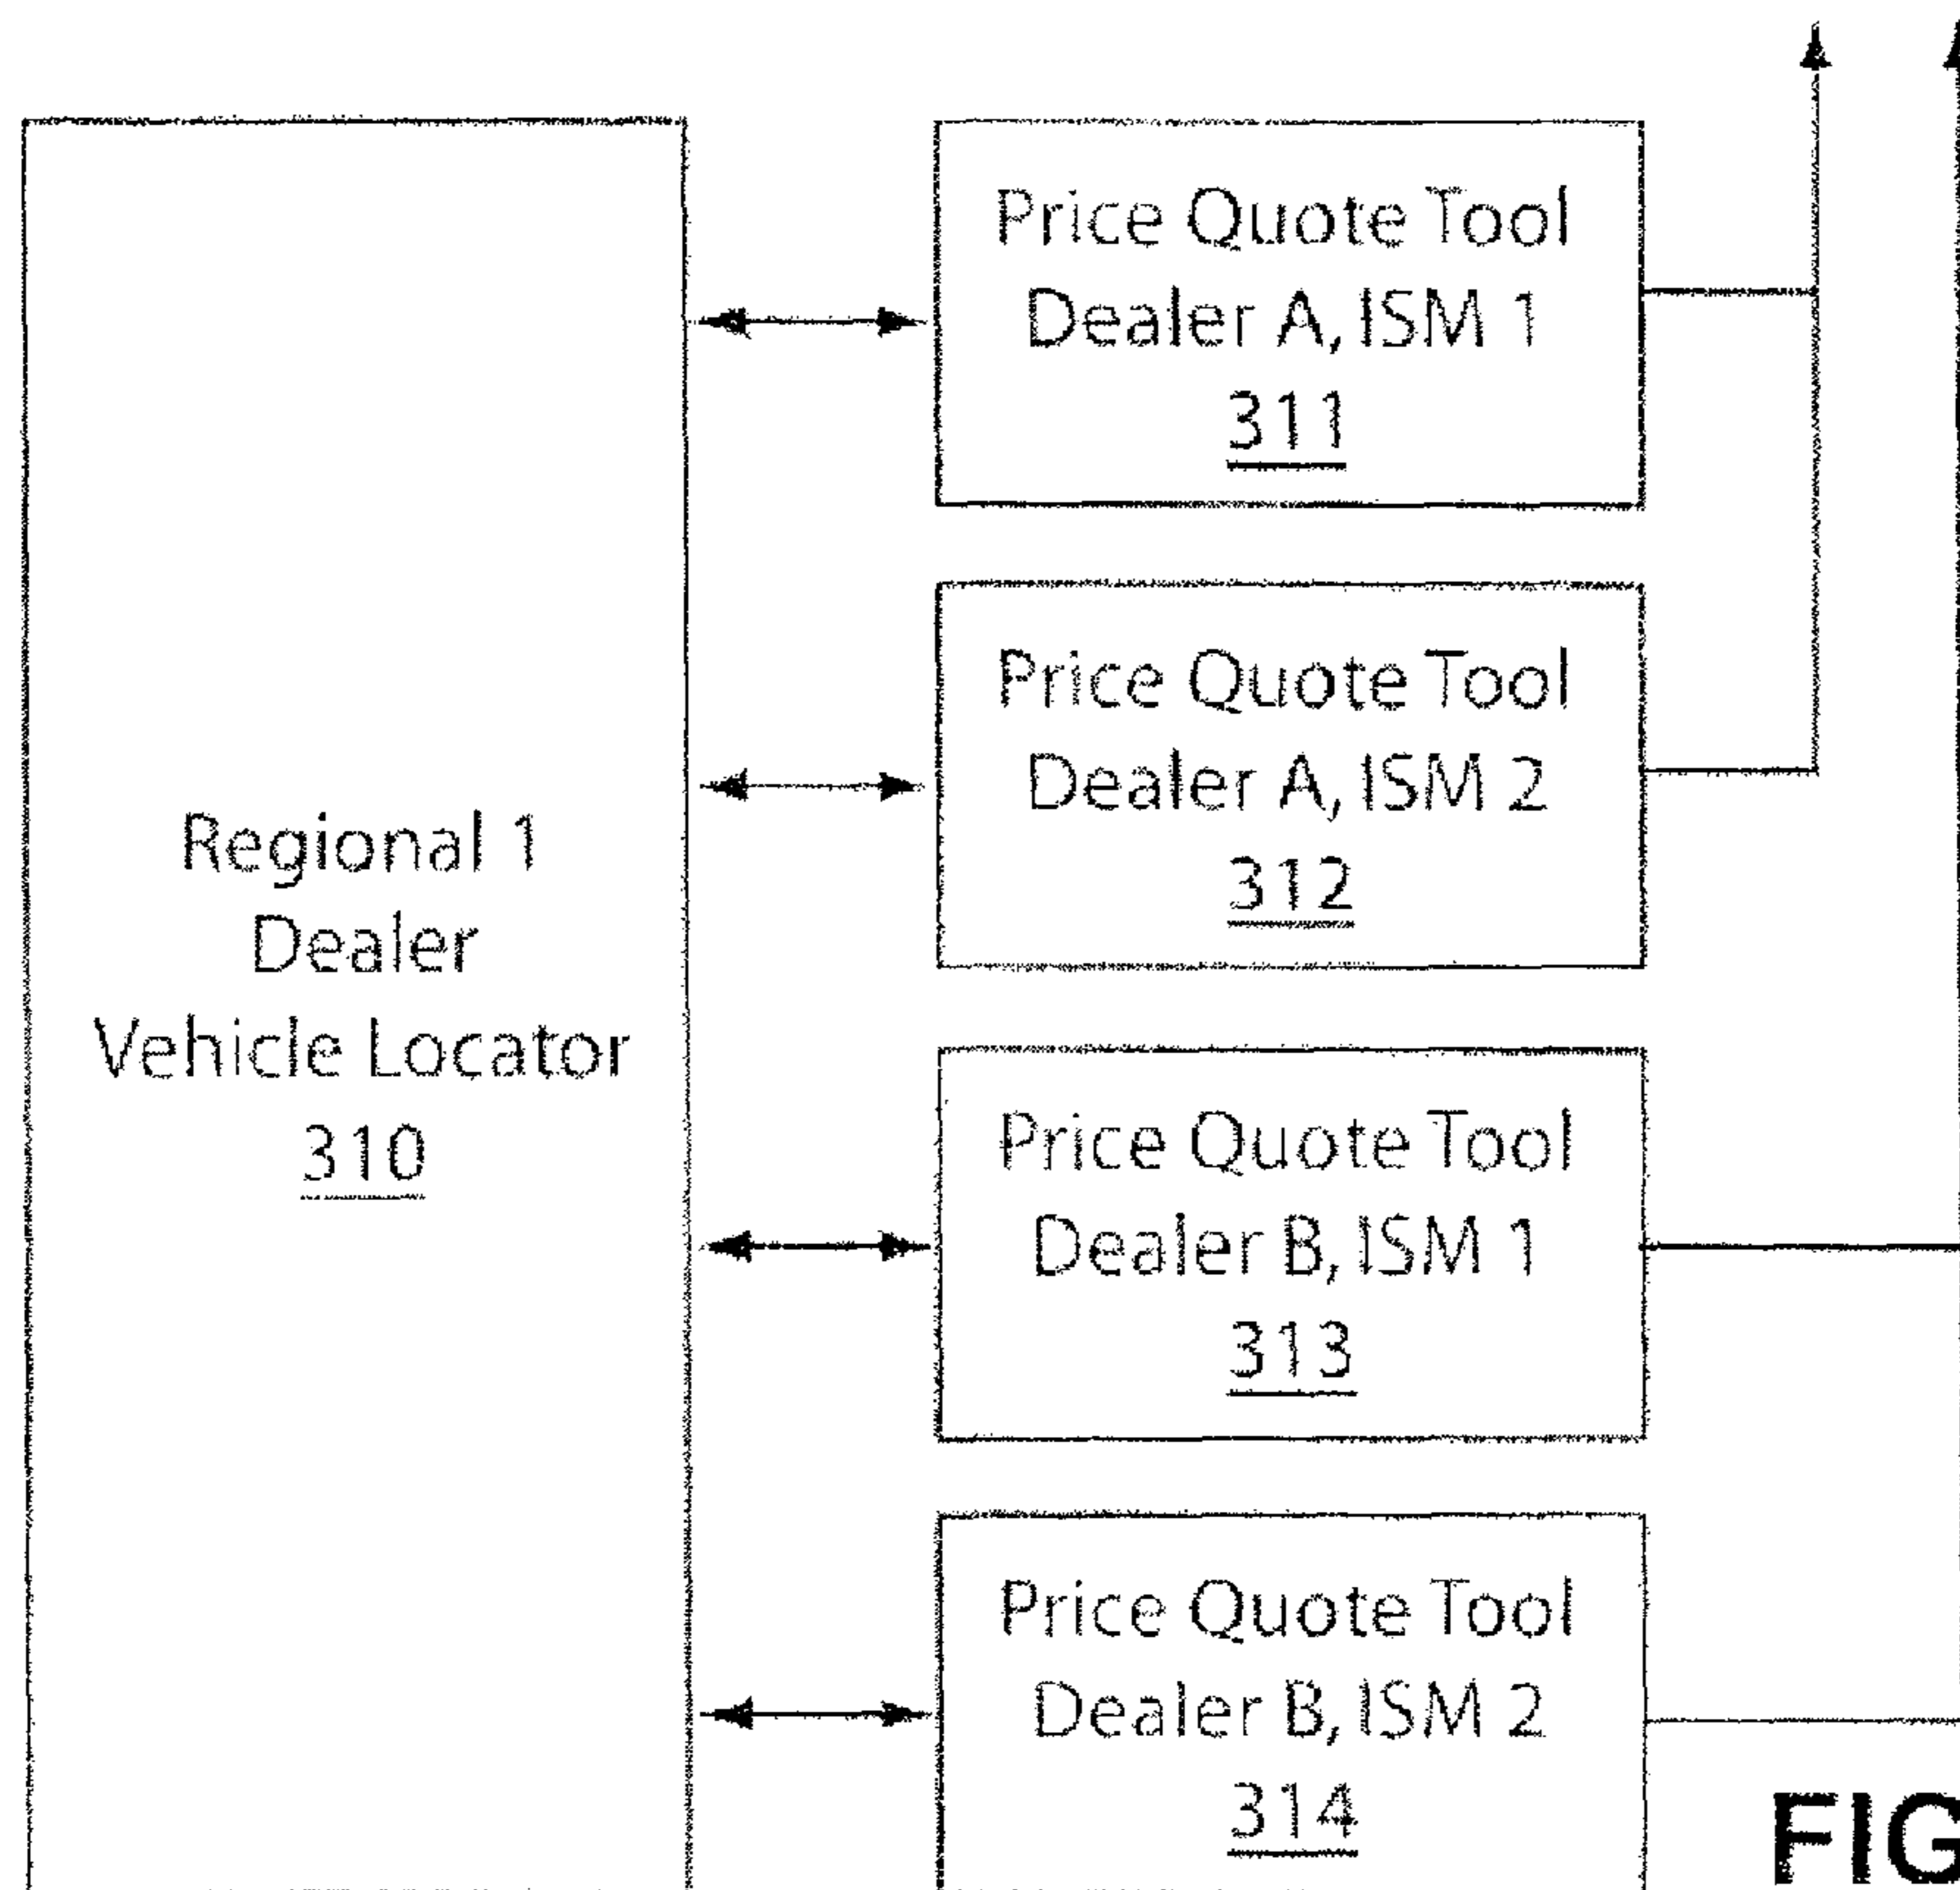 Regional 1
Dealer
Vehicle Locator
310
Price Quote Tool
Dealer A, ISM 1
311
Price Quote Tool
Dealer A, ISM 2
312
Price Quote Tool
Dealer B, ISM 1
313
Price Quote Tool
Dealer B, ISM 2
314
FIG